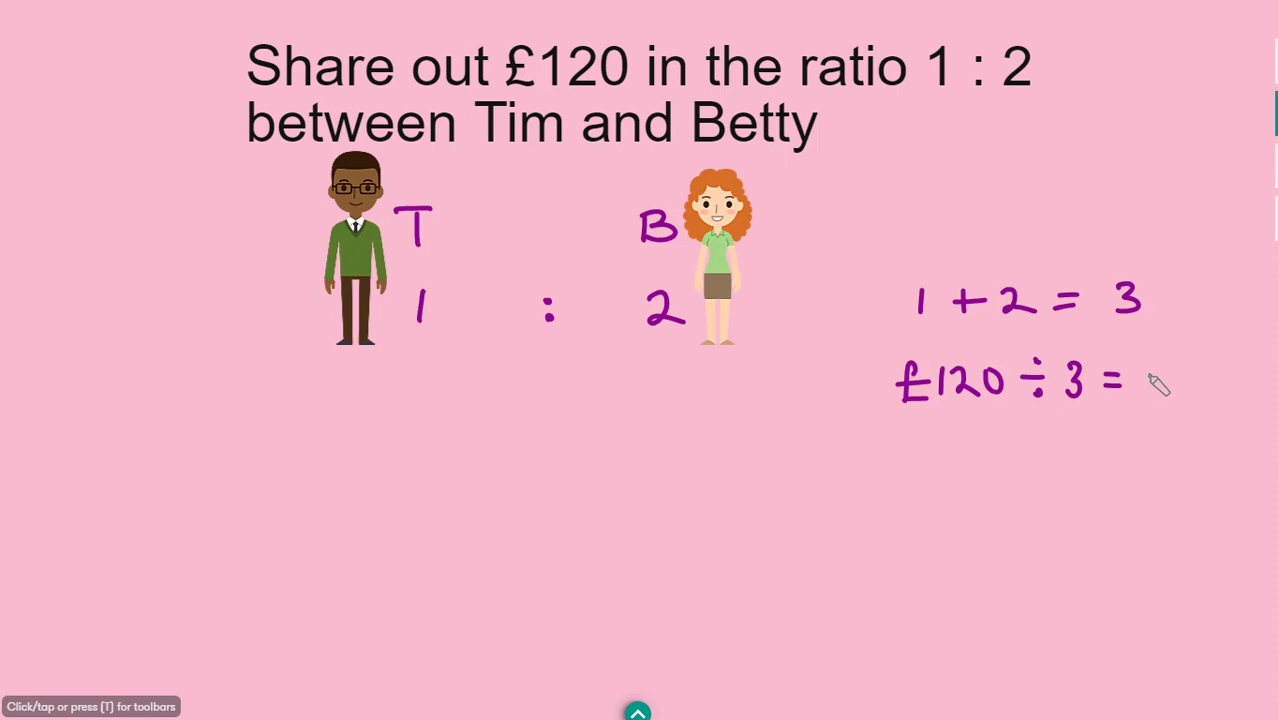 Share out £120 in the ratio 1 : 2
between Tim and Betty
T B
1 : 2
1 + 2 = 3
£120 ÷ 3 =
Click/tap or press (T) for toolbars